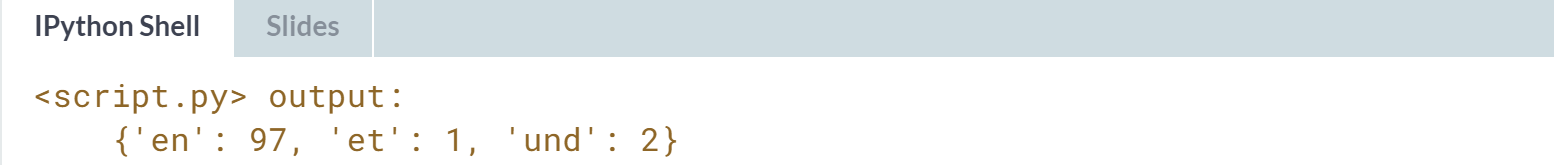 IPython Shell Slides
<script.py> output:
{'en': 97, 'et': 1, 'und': 2}